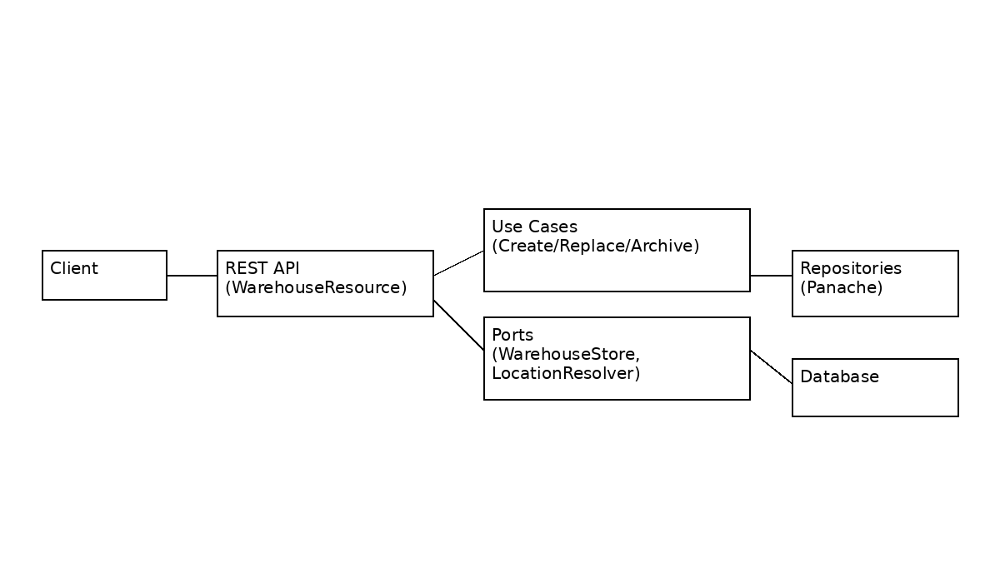 Client
REST API
(WarehouseResource)
Use Cases
(Create/Replace/Archive)
Ports
(WarehouseStore,
LocationResolver)
Repositories
(Panache)
Database